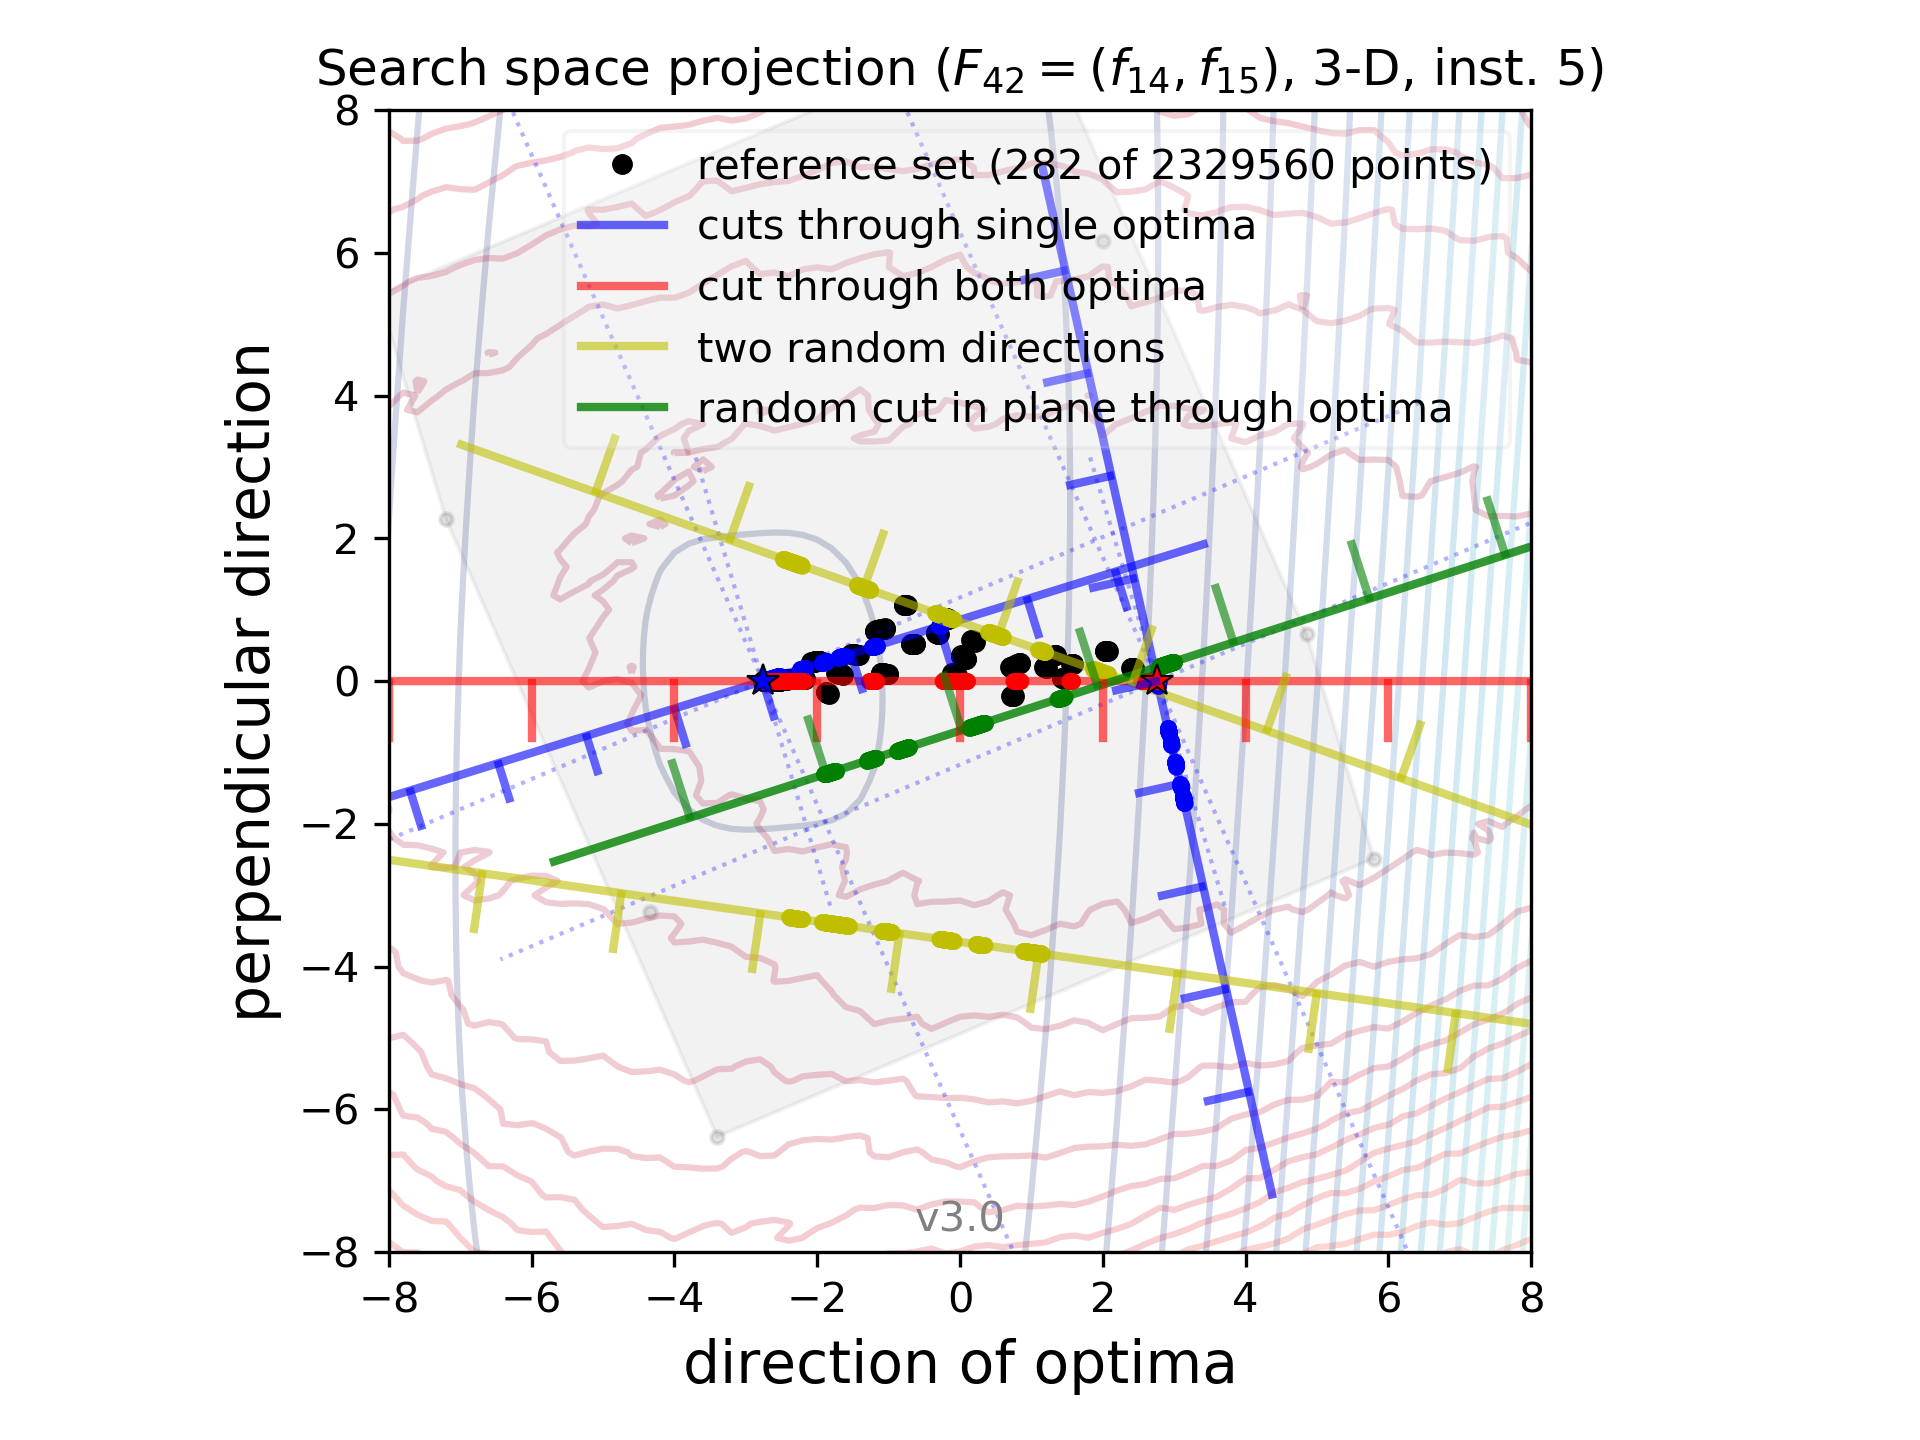 Search space projection (F42 = (f14, f15), 3-D, inst. 5)
reference set (282 of 2329560 points)
cuts through single optima
cut through both optima
two random directions
random cut in plane through optima
8
6
4
2
0
−2
−4
−6
−8
perpendicular direction
v3.0
−8 −6 −4 −2 0 2 4 6 8
direction of optima